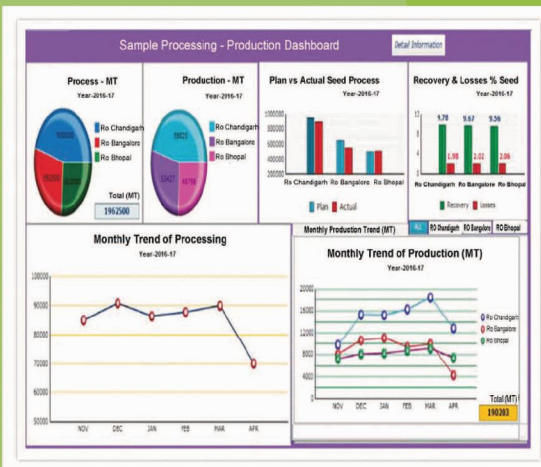 Sample Processing - Production Dashboard
Detail Information
Process - MT
Year-2016-17
Ro Chandigarh
Ro Bangalore
Ro Bhopal
Total (MT)
1962500
Production - MT
Ro Chandigarh
Ro Bangalore
Ro Bhopal
Plan vs Actual Seed Process
Year-2016-17
1000000
800000
600000
400000
200000
Ro Chandigarh Ro Bangalore Ro Bhopal
Plan Actual
Recovery & Losses % Seed
Year-2016-17
12
8
4
0
9.78 9.67 9.56
1.98 2.02 2.06
Ro Chandigarh Ro Bangalore Ro Bhopal
Recovery Losses
Monthly Trend of Processing
Year-2016-17
100000
90000
80000
70000
60000
50000
NOV DEC JAN FEB MAR APR
Monthly Production Trend (MT)
ALL RO Chandigarh RO Bangalore RO Bhopal
Monthly Trend of Production (MT)
Year-2016-17
20000
16000
12000
8000
4000
0
NOV DEC JAN FEB MAR APR
Ro Chandigarh
Ro Bangalore
Ro Bhopal
Total (MT)
190283